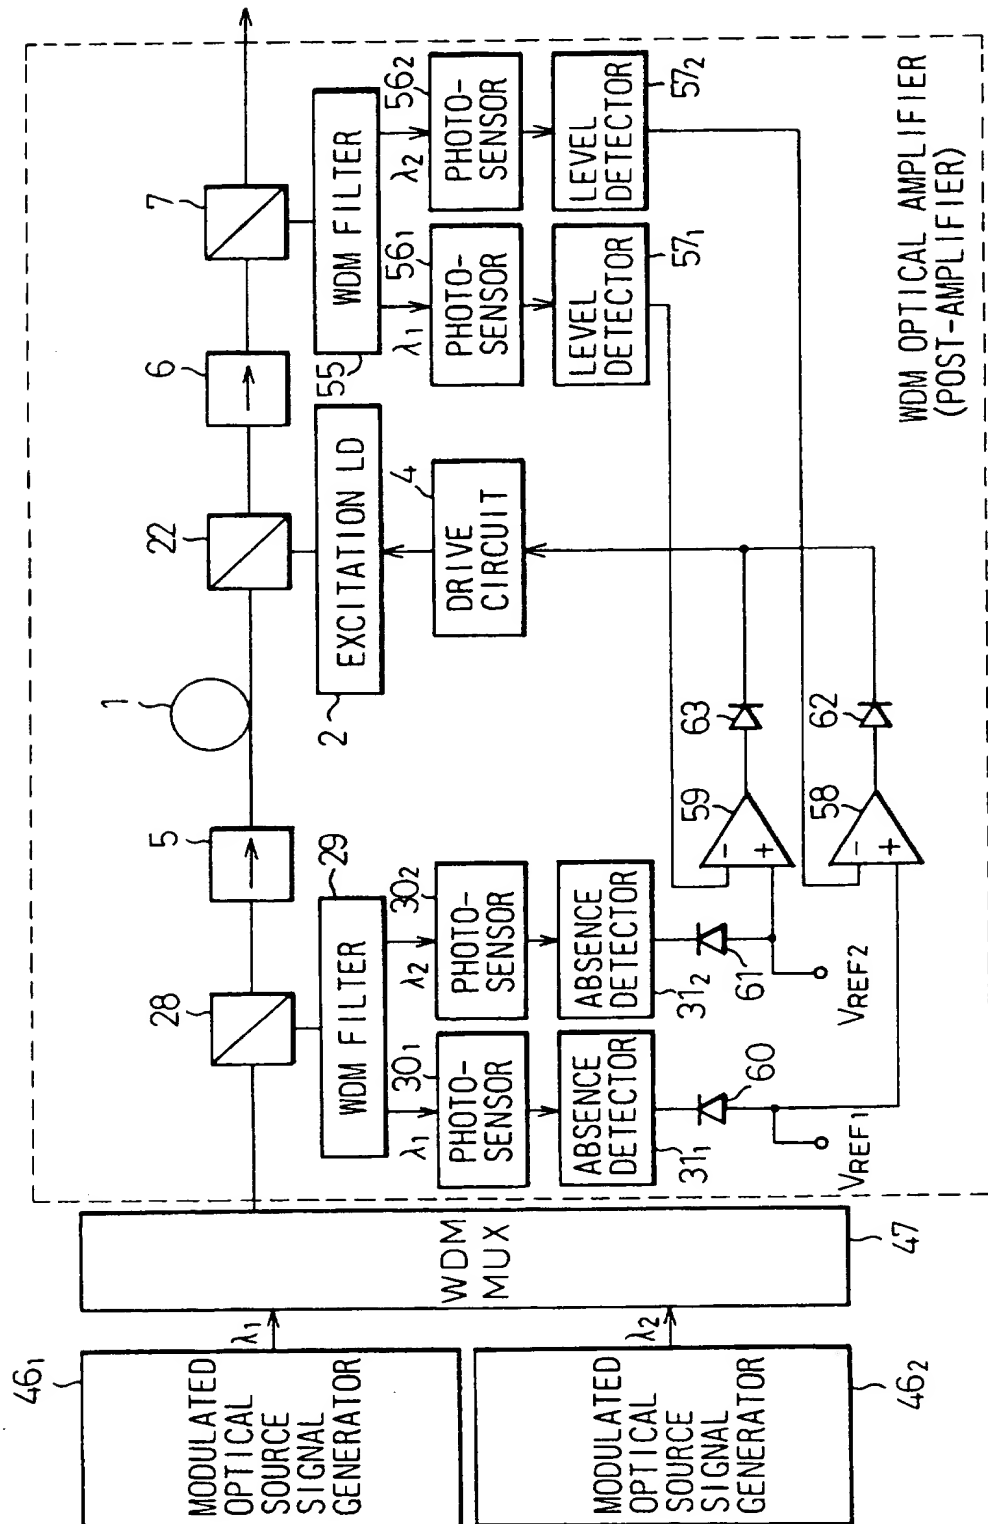 46₁
MODULATED
OPTICAL
SOURCE
SIGNAL
GENERATOR
λ₁
46₂
MODULATED
OPTICAL
SOURCE
SIGNAL
GENERATOR
λ₂
WDM
MUX
47
28
5
1
22
6
7
29
WDM FILTER
λ₁
λ₂
30₁
PHOTO-
SENSOR
30₂
PHOTO-
SENSOR
ABSENCE
DETECTOR
31₁
ABSENCE
DETECTOR
31₂
60
61
VREF1
VREF2
2
EXCITATION LD
4
DRIVE
CIRCUIT
55
WDM FILTER
λ₁
λ₂
56₁
PHOTO-
SENSOR
56₂
PHOTO-
SENSOR
LEVEL
DETECTOR
57₁
LEVEL
DETECTOR
57₂
59
-
+
63
58
-
+
62
WDM OPTICAL AMPLIFIER
(POST-AMPLIFIER)